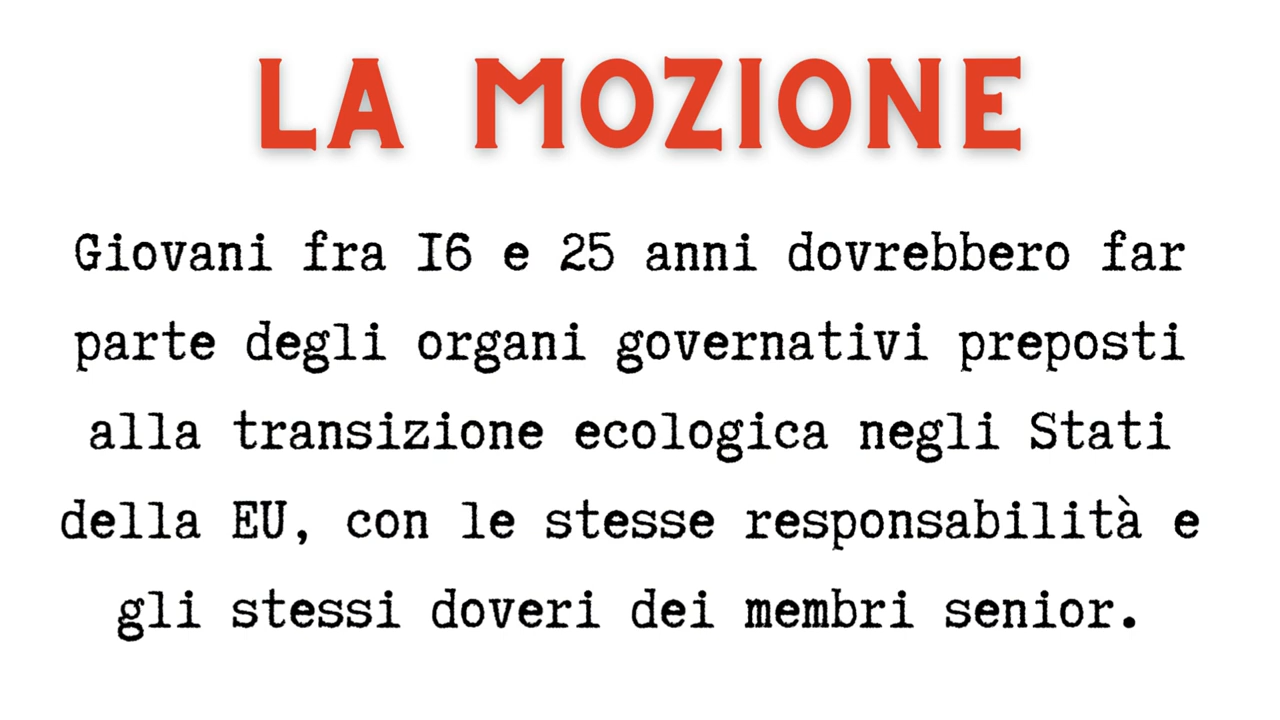 LA MOZIONE
Giovani fra 16 e 25 anni dovrebbero far
parte degli organi governativi preposti
alla transizione ecologica negli Stati
della EU, con le stesse responsabilità e
gli stessi doveri dei membri senior.